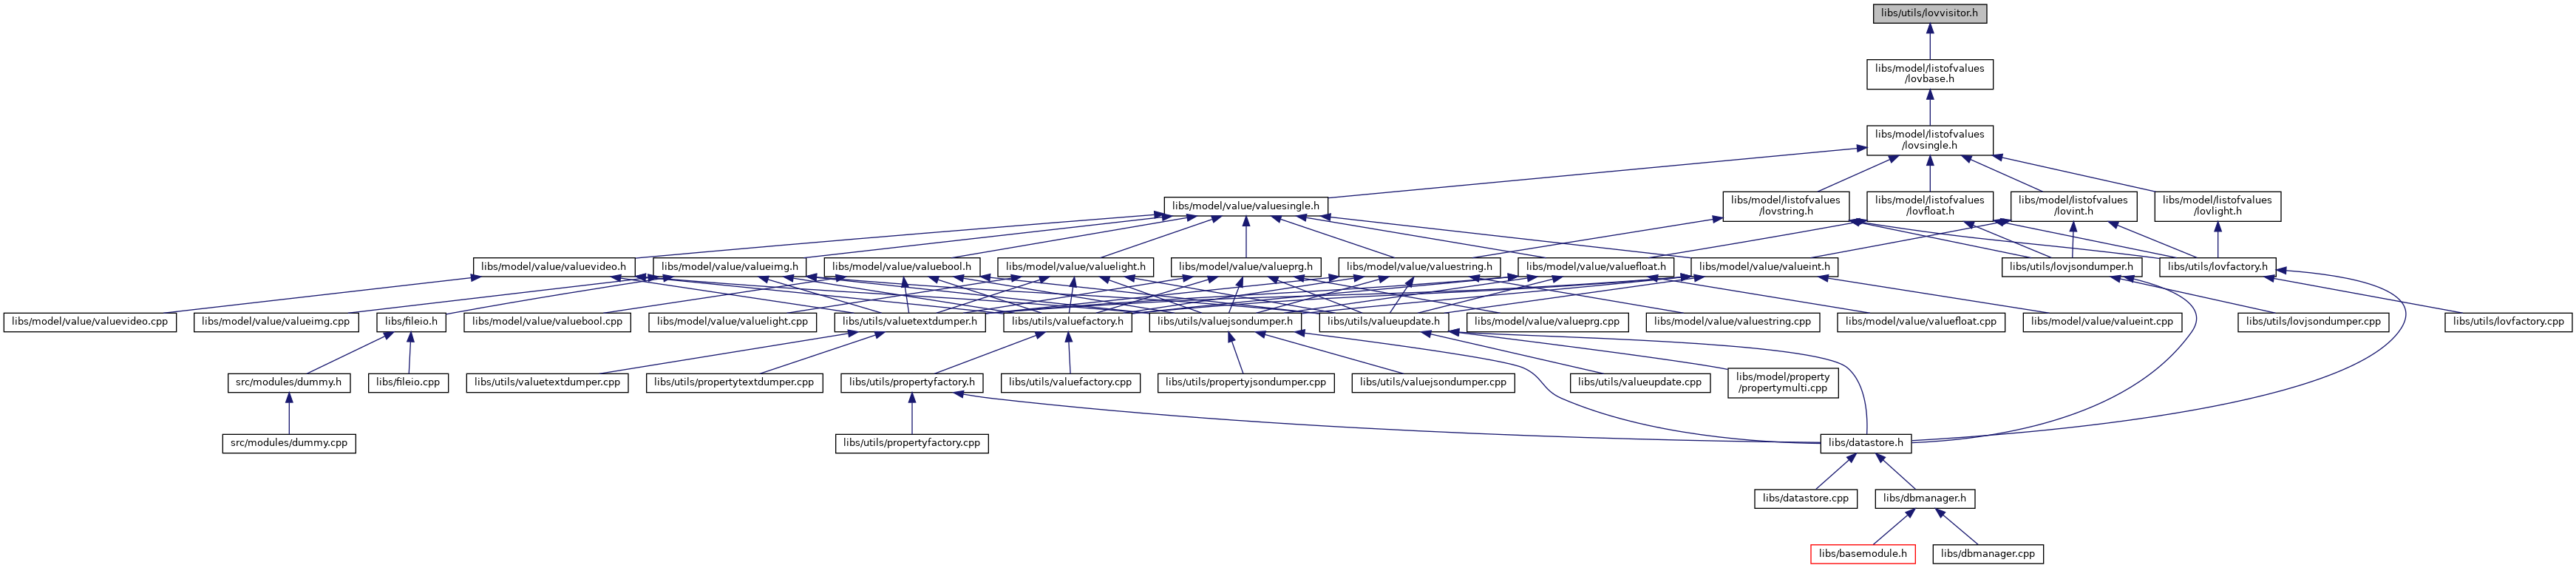 libs/utils/lovvisitor.h
libs/model/listofvalues
/lovbase.h
libs/model/listofvalues
/lovsingle.h
libs/model/value/valuesingle.h
libs/model/listofvalues
/lovstring.h
libs/model/listofvalues
/lovfloat.h
libs/model/listofvalues
/lovint.h
libs/model/listofvalues
/lovlight.h
libs/model/value/valuevideo.h
libs/model/value/valueimg.h
libs/model/value/valuebool.h
libs/model/value/valuelight.h
libs/model/value/valueprg.h
libs/model/value/valuestring.h
libs/model/value/valuefloat.h
libs/model/value/valueint.h
libs/utils/lovjsondumper.h
libs/utils/lovfactory.h
libs/model/value/valuevideo.cpp
libs/model/value/valueimg.cpp
libs/fileio.h
libs/model/value/valuebool.cpp
libs/model/value/valuelight.cpp
libs/utils/valuetextdumper.h
libs/utils/valuefactory.h
libs/utils/valuejsondumper.h
libs/utils/valueupdate.h
libs/model/value/valueprg.cpp
libs/model/value/valuestring.cpp
libs/model/value/valuefloat.cpp
libs/model/value/valueint.cpp
libs/utils/lovjsondumper.cpp
libs/utils/lovfactory.cpp
src/modules/dummy.h
libs/fileio.cpp
libs/utils/valuetextdumper.cpp
libs/utils/propertytextdumper.cpp
libs/utils/propertyfactory.h
libs/utils/valuefactory.cpp
libs/utils/propertyjsondumper.cpp
libs/utils/valuejsondumper.cpp
libs/utils/valueupdate.cpp
libs/model/property
/propertymulti.cpp
src/modules/dummy.cpp
libs/utils/propertyfactory.cpp
libs/datastore.h
libs/datastore.cpp
libs/dbmanager.h
libs/basemodule.h
libs/dbmanager.cpp